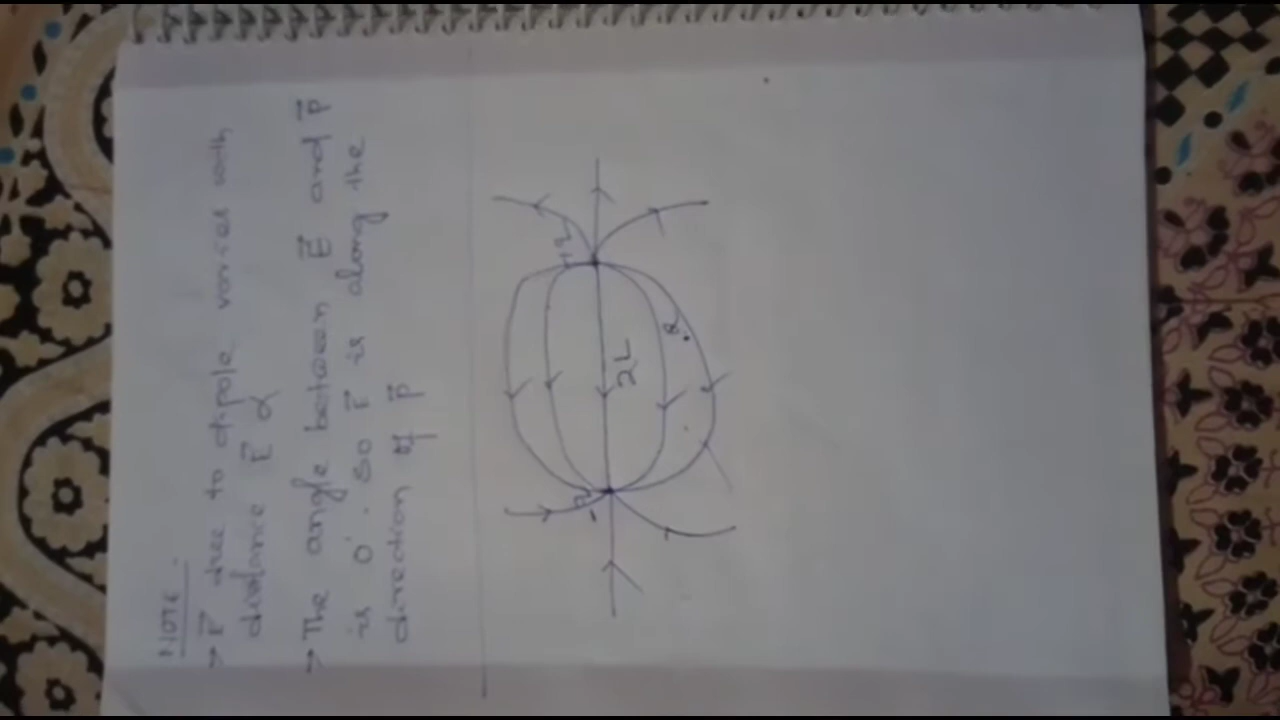 NOTE
→ E⃗ due to dipole varies with
distance E⃗ α
→ The angle between E⃗ and P⃗
is 0°. so E⃗ is along the
direction of P⃗
+q
2L
-q